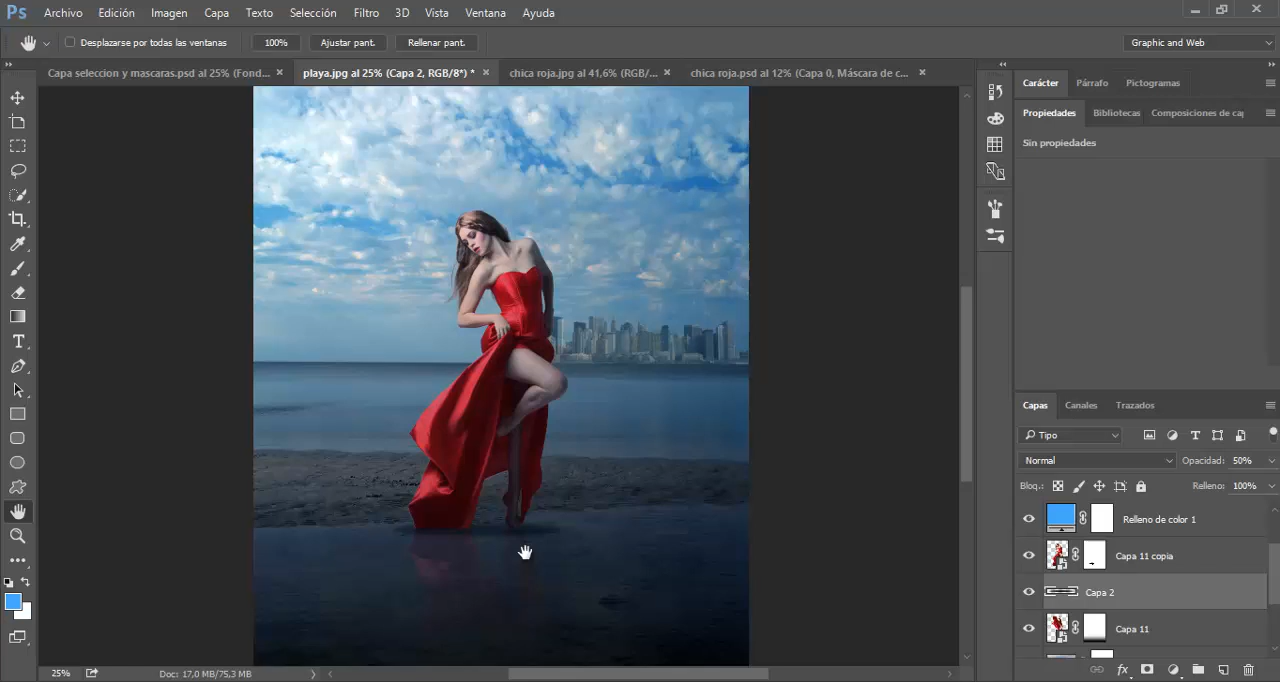 Ps Archivo Edición Imagen Capa Texto Selección Filtro 3D Vista Ventana Ayuda
Desplazarse por todas las ventanas 100% Ajustar pant. Rellenar pant. Graphic and Web
Capa seleccion y mascaras.psd al 25% (Fond... × playa.jpg al 25% (Capa 2, RGB/8*) * × chica roja.jpg al 41,6% (RGB/... × chica roja.psd al 12% (Capa 0, Máscara de c... ×
Carácter Párrafo Pictogramas
Propiedades Bibliotecas Composiciones de cap
Sin propiedades
Capas Canales Trazados
Tipo
Normal Opacidad: 50%
Bloq.: Relleno: 100%
Relleno de color 1
Capa 11 copia
Capa 2
Capa 11
25% Doc: 17,0 MB/75,3 MB